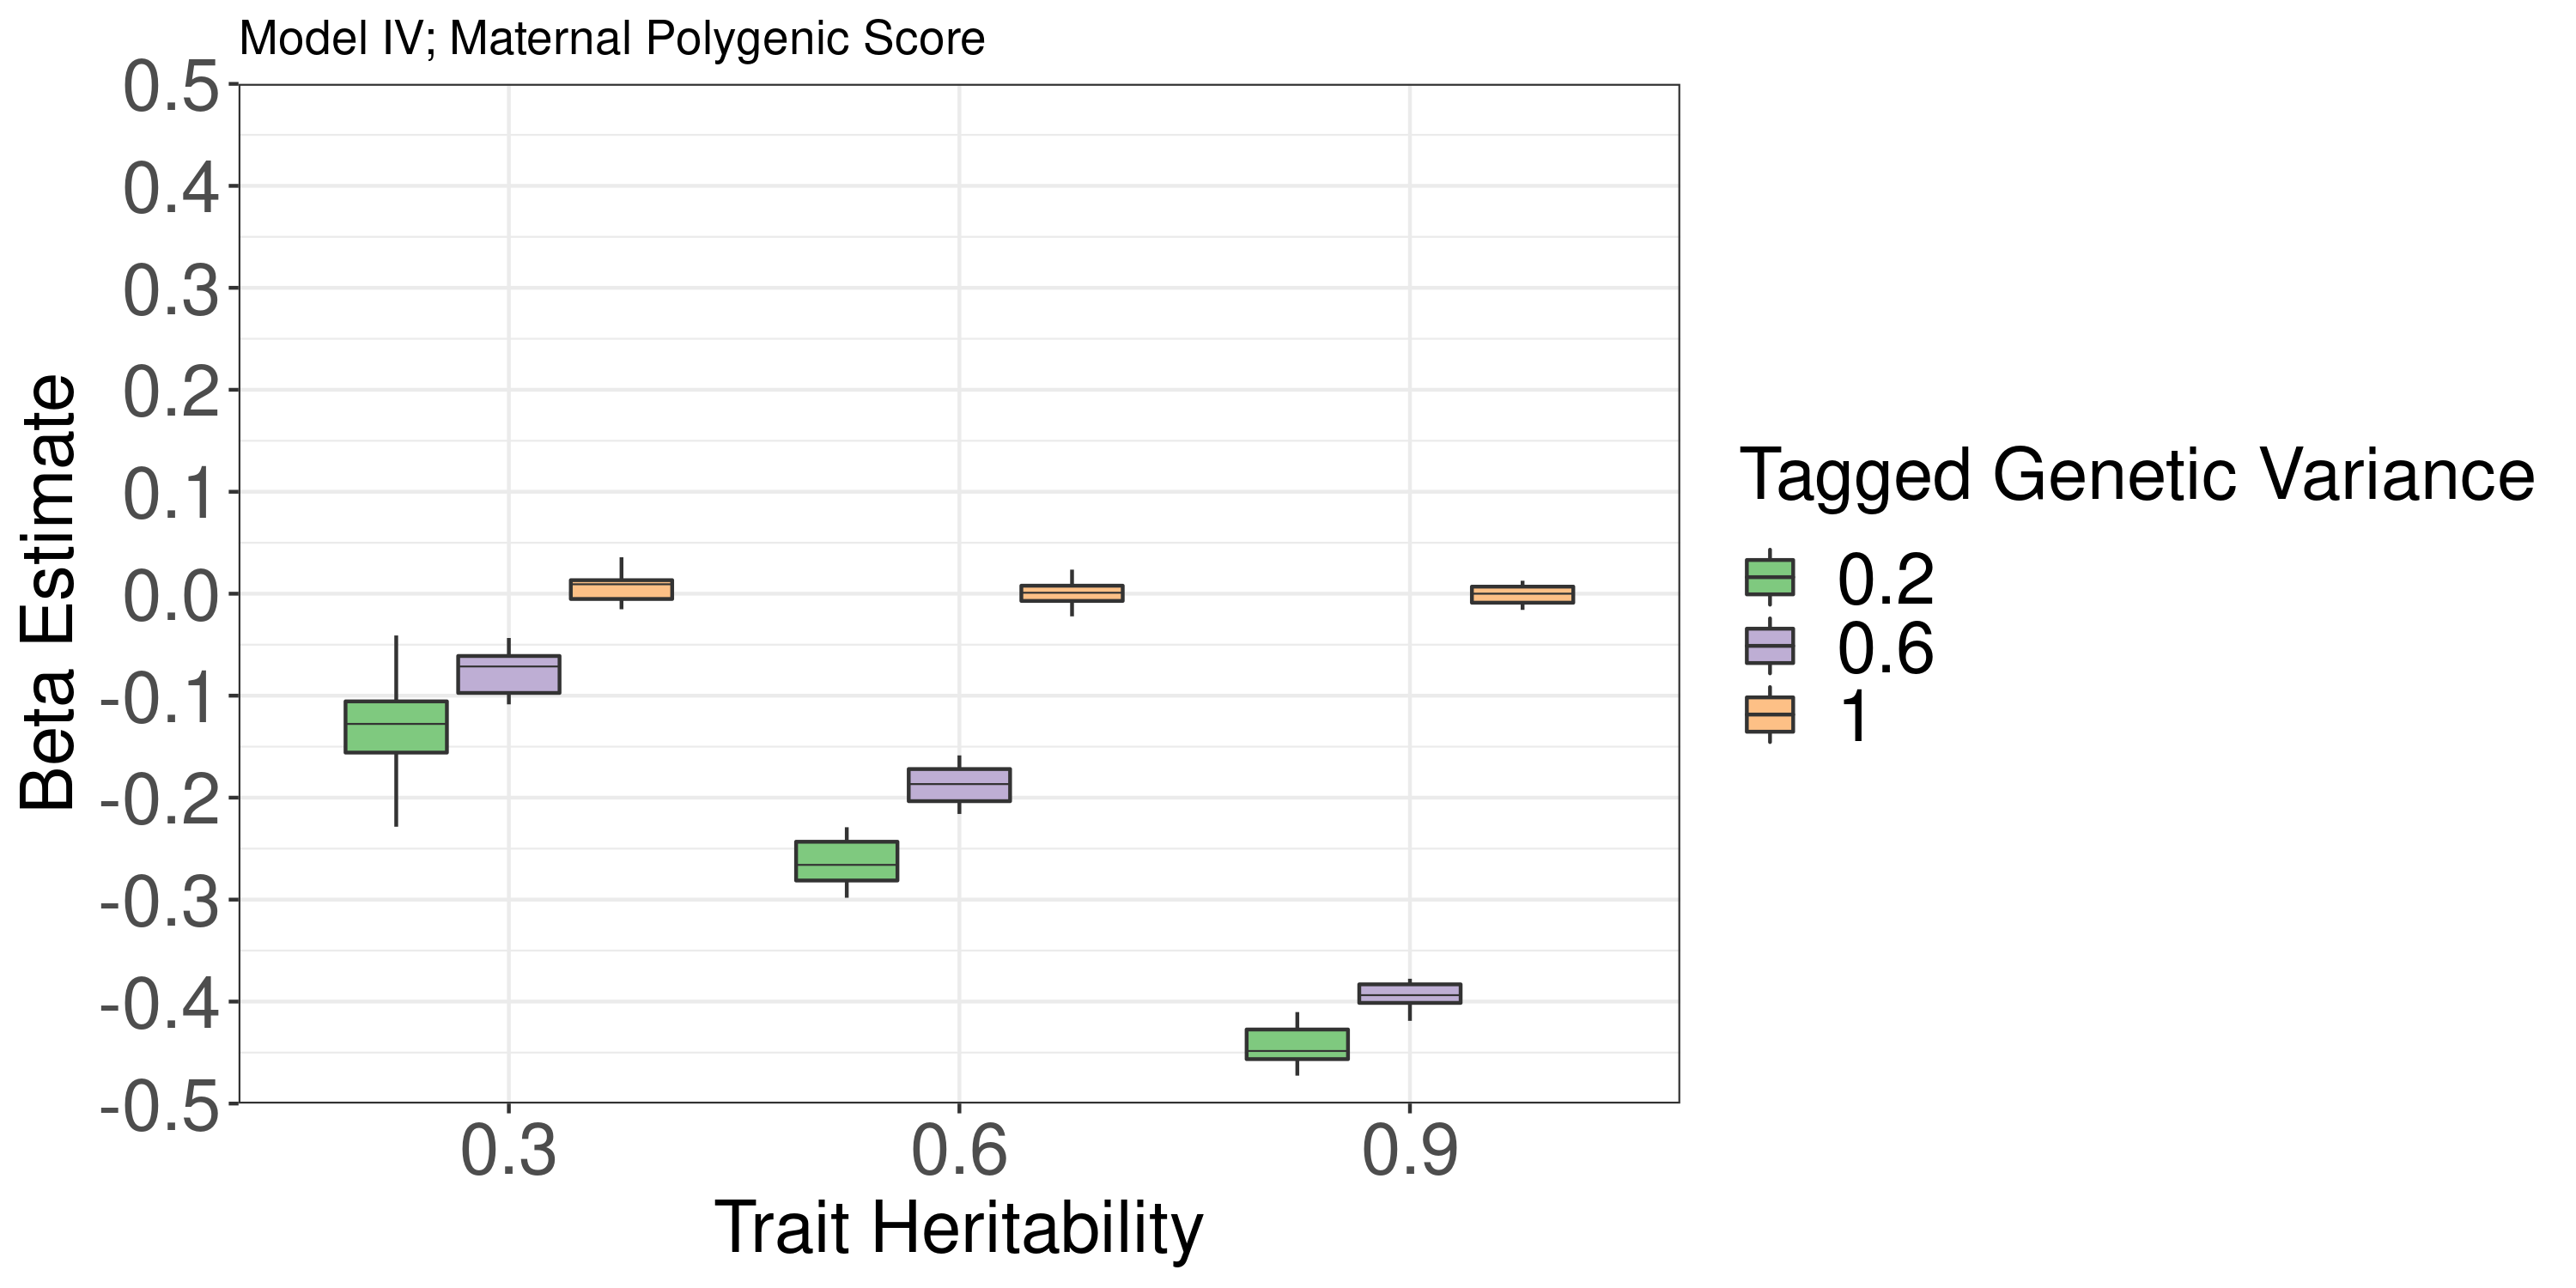 Model IV; Maternal Polygenic Score
0.5
0.4
0.3
0.2
0.1
0.0
-0.1
-0.2
-0.3
-0.4
-0.5
Beta Estimate
0.3 0.6 0.9
Trait Heritability
Tagged Genetic Variance
0.2
0.6
1